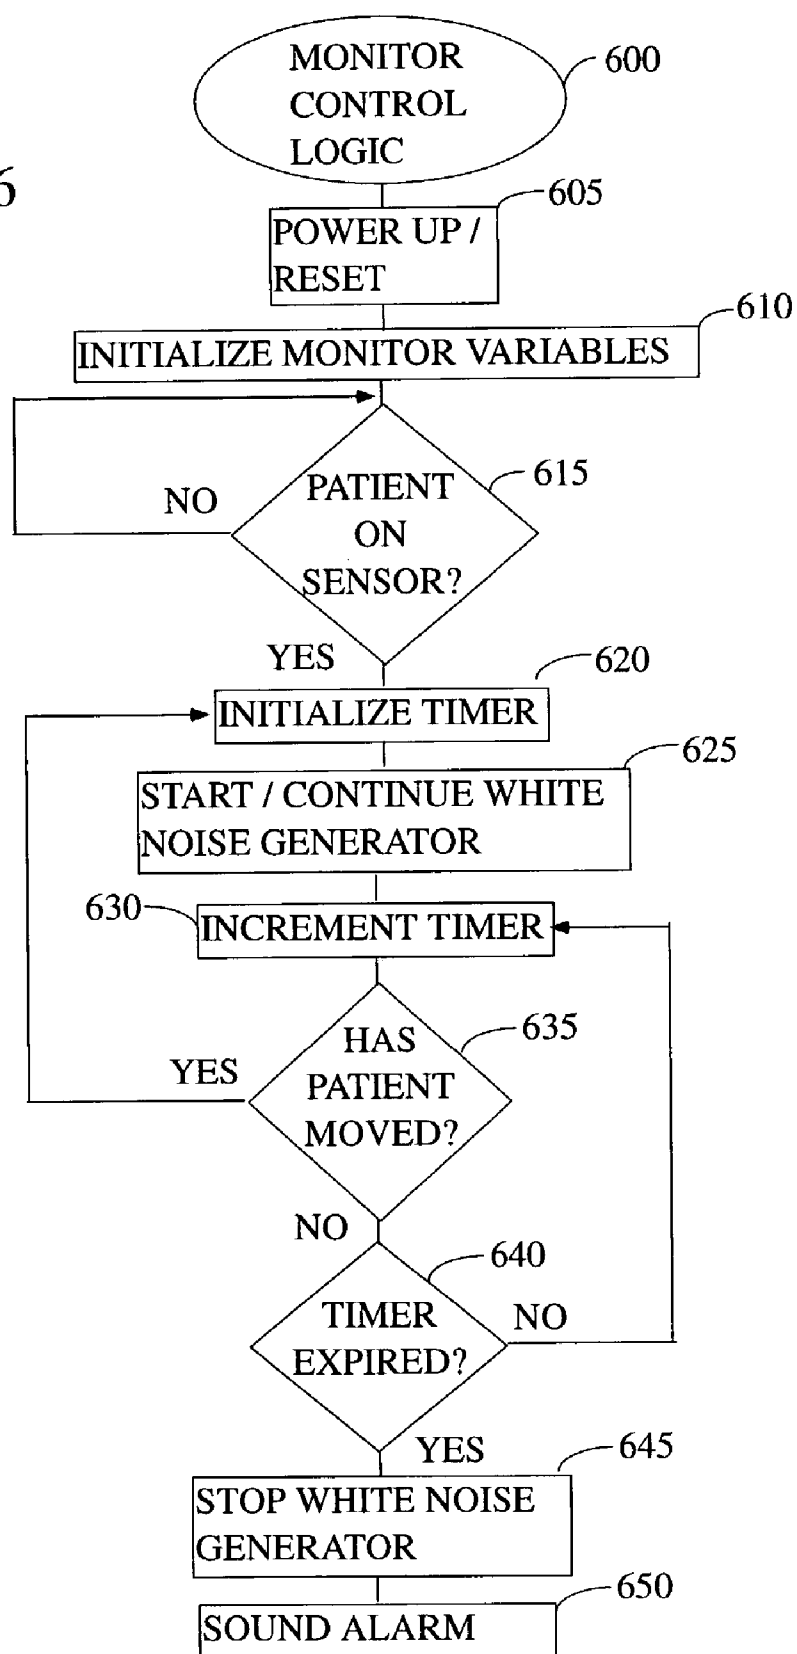 MONITOR
CONTROL
LOGIC
600
6
605
POWER UP /
RESET
610
INITIALIZE MONITOR VARIABLES
615
NO
PATIENT
ON
SENSOR?
YES
620
INITIALIZE TIMER
625
START / CONTINUE WHITE
NOISE GENERATOR
630
INCREMENT TIMER
635
YES
HAS
PATIENT
MOVED?
NO
640
TIMER
EXPIRED?
NO
YES
645
STOP WHITE NOISE
GENERATOR
650
SOUND ALARM